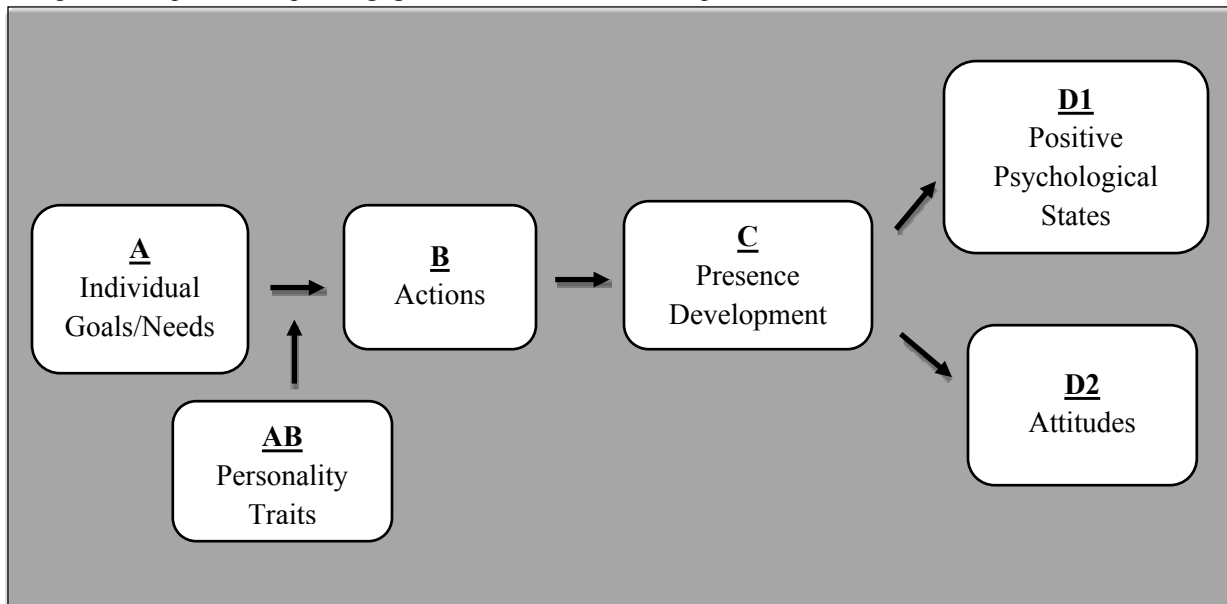 A
Individual
Goals/Needs
AB
Personality
Traits
B
Actions
C
Presence
Development
D1
Positive
Psychological
States
D2
Attitudes